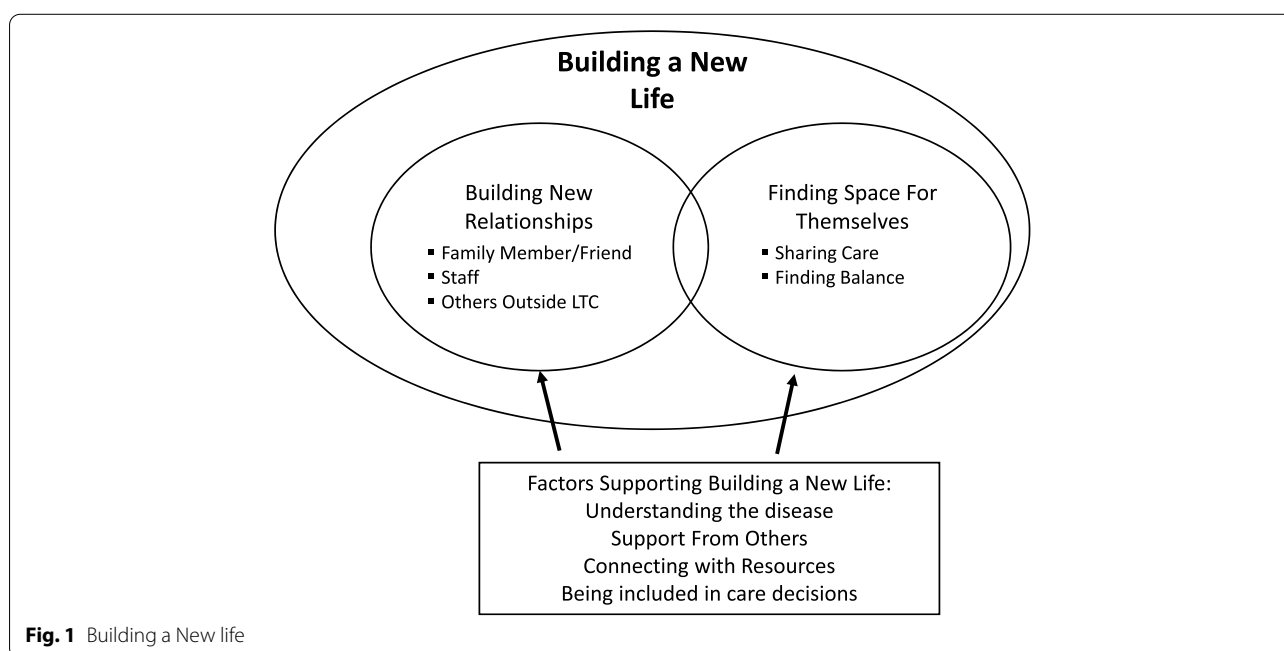 Building a New
Life
Building New
Relationships
▪ Family Member/Friend
▪ Staff
▪ Others Outside LTC
Finding Space For
Themselves
▪ Sharing Care
▪ Finding Balance
Factors Supporting Building a New Life:
Understanding the disease
Support From Others
Connecting with Resources
Being included in care decisions
Fig. 1 Building a New life